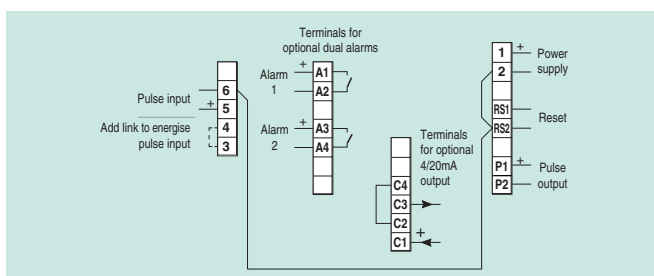 Terminals for
optional dual alarms
6
Pulse input
+
5
Add link to energise
pulse input
4
3
Alarm
1
+
A1
A2
Alarm
2
+
A3
A4
Terminals
for optional
4/20mA
output
C4
C3
C2
+
C1
1
+
Power
supply
2
RS1
Reset
RS2
P1
+
Pulse
output
P2